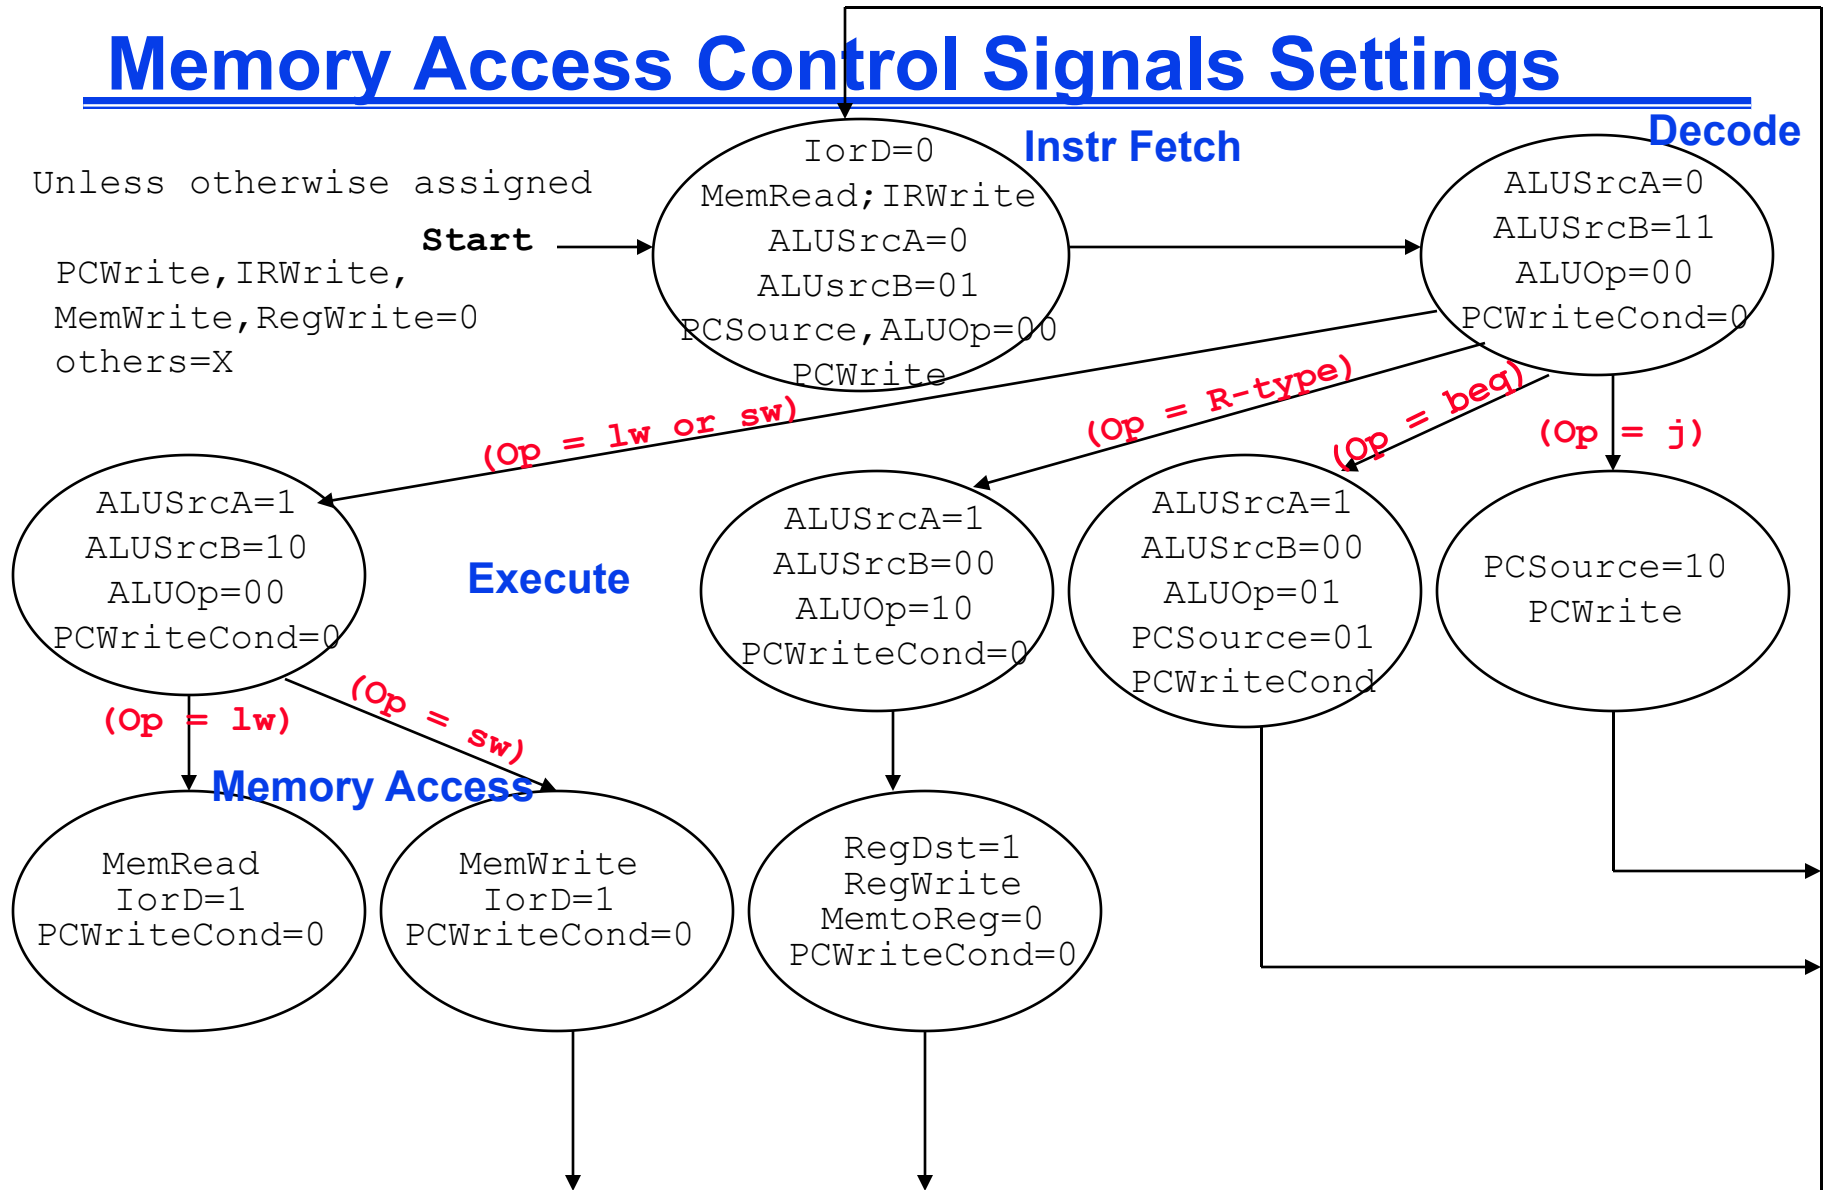 Memory Access Control Signals Settings
Instr Fetch
Decode
Unless otherwise assigned
PCWrite,IRWrite,
MemWrite,RegWrite=0
others=X
Start
IorD=0
MemRead;IRWrite
ALUSrcA=0
ALUsrcB=01
PCSource,ALUOp=00
PCWrite
ALUSrcA=0
ALUSrcB=11
ALUOp=00
PCWriteCond=0
(Op = lw or sw)
(Op = R-type)
(Op = beq)
(Op = j)
ALUSrcA=1
ALUSrcB=10
ALUOp=00
PCWriteCond=0
Execute
ALUSrcA=1
ALUSrcB=00
ALUOp=10
PCWriteCond=0
ALUSrcA=1
ALUSrcB=00
ALUOp=01
PCSource=01
PCWriteCond
PCSource=10
PCWrite
(Op = lw)
(Op = sw)
Memory Access
MemRead
IorD=1
PCWriteCond=0
MemWrite
IorD=1
PCWriteCond=0
RegDst=1
RegWrite
MemtoReg=0
PCWriteCond=0